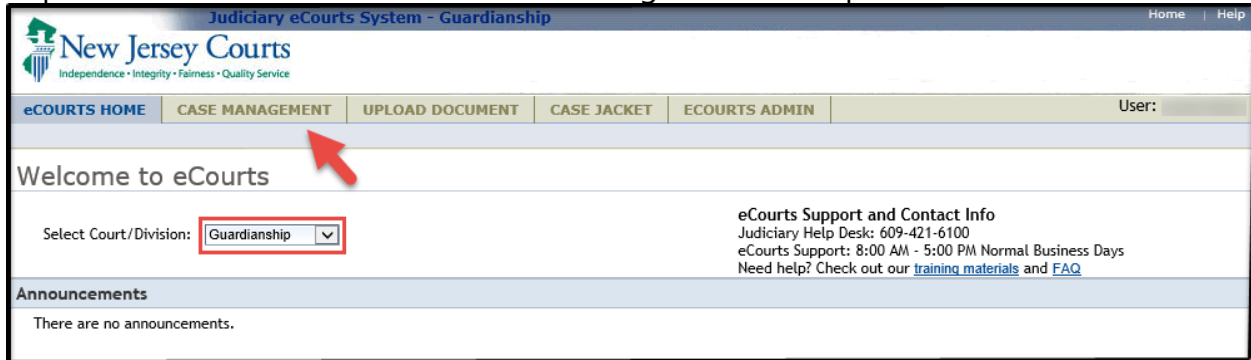 Judiciary eCourts System - Guardianship
Home | Help
New Jersey Courts
Independence • Integrity • Fairness • Quality Service
eCOURTS HOME CASE MANAGEMENT UPLOAD DOCUMENT CASE JACKET ECOURTS ADMIN User:
Welcome to eCourts
Select Court/Division: Guardianship
eCourts Support and Contact Info
Judiciary Help Desk: 609-421-6100
eCourts Support: 8:00 AM - 5:00 PM Normal Business Days
Need help? Check out our training materials and FAQ
Announcements
There are no announcements.